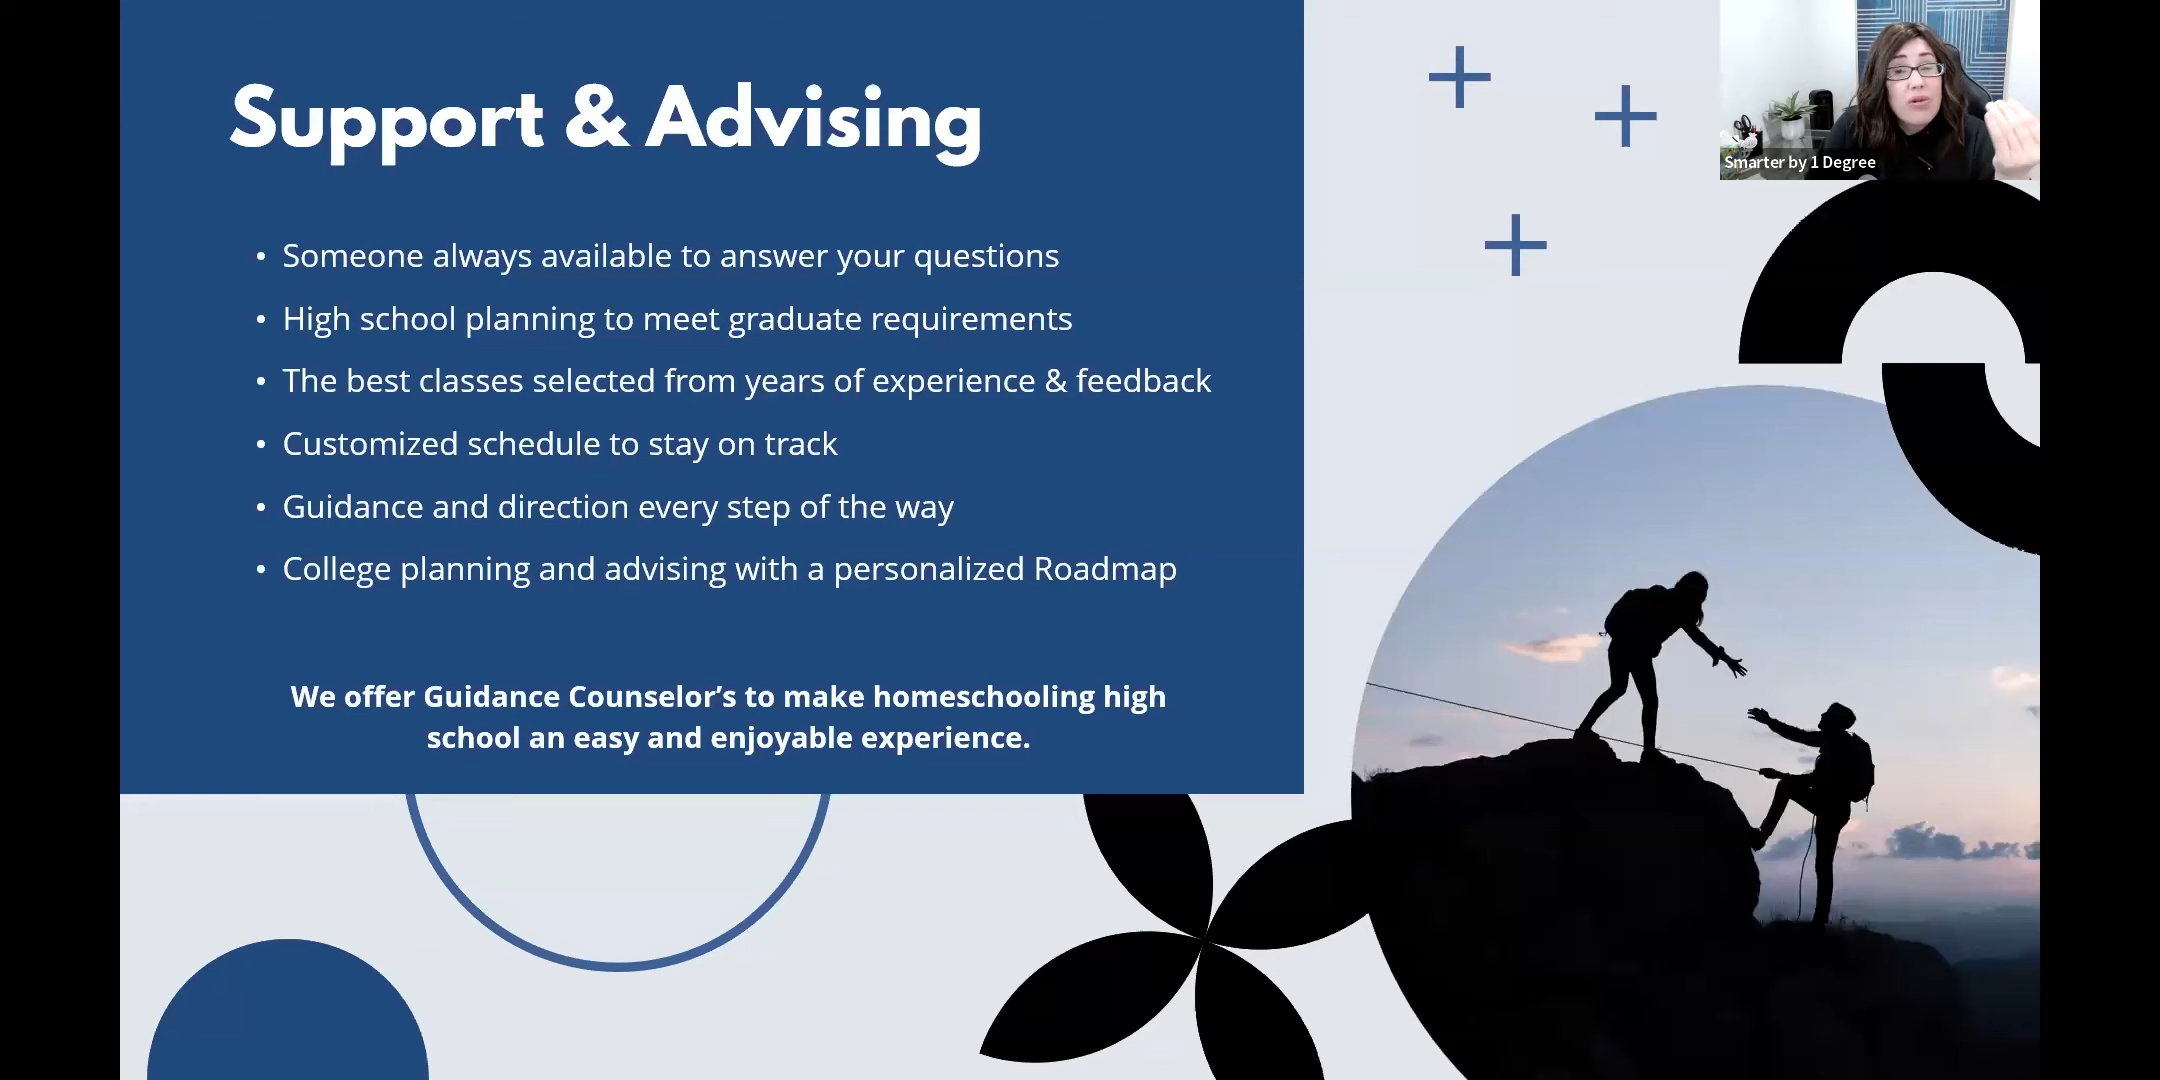 Support & Advising
• Someone always available to answer your questions
• High school planning to meet graduate requirements
• The best classes selected from years of experience & feedback
• Customized schedule to stay on track
• Guidance and direction every step of the way
• College planning and advising with a personalized Roadmap
We offer Guidance Counselor’s to make homeschooling high
school an easy and enjoyable experience.
Smarter by 1 Degree